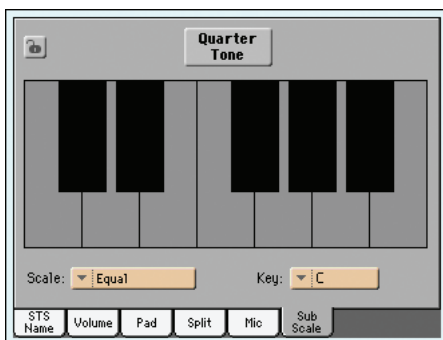 Quarter
Tone
Scale: Equal
Key: C
STS
Name
Volume
Pad
Split
Mic
Sub
Scale